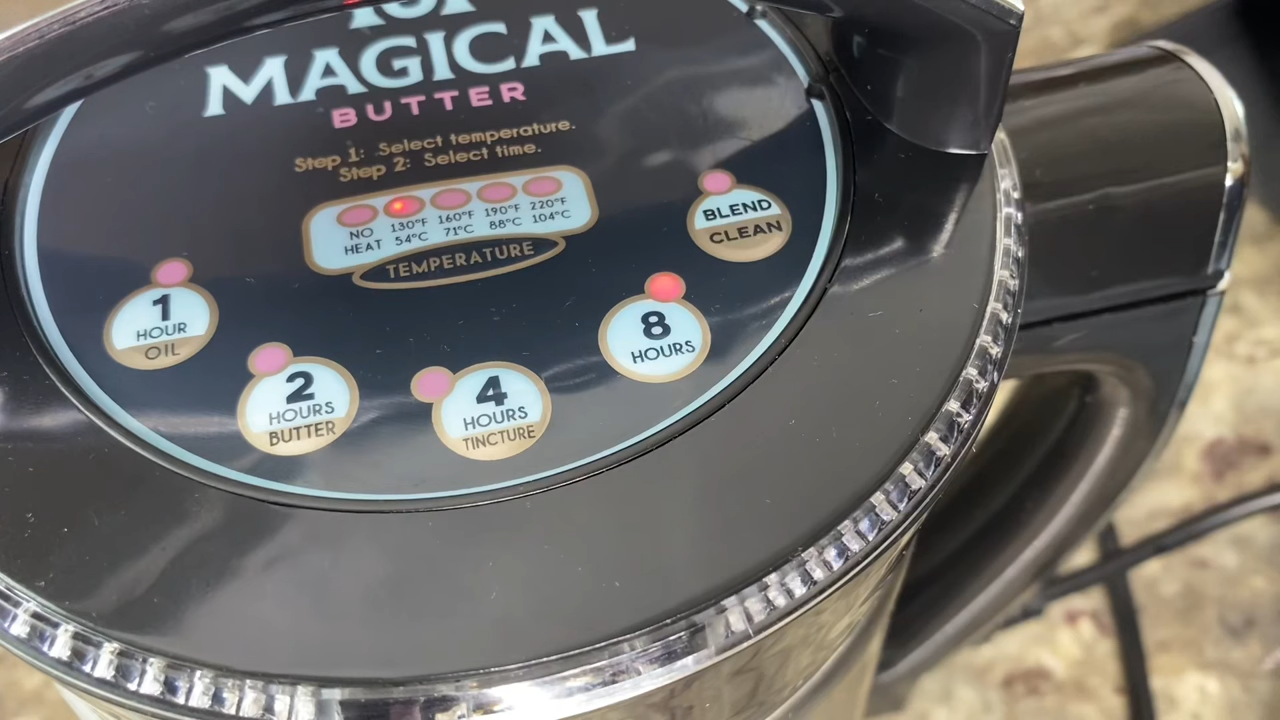 MAGICAL
BUTTER
Step 1: Select temperature.
Step 2: Select time.
NO HEAT
130°F 54°C
160°F 71°C
190°F 88°C
220°F 104°C
TEMPERATURE
BLEND
CLEAN
1
HOUR
OIL
2
HOURS
BUTTER
4
HOURS
TINCTURE
8
HOURS